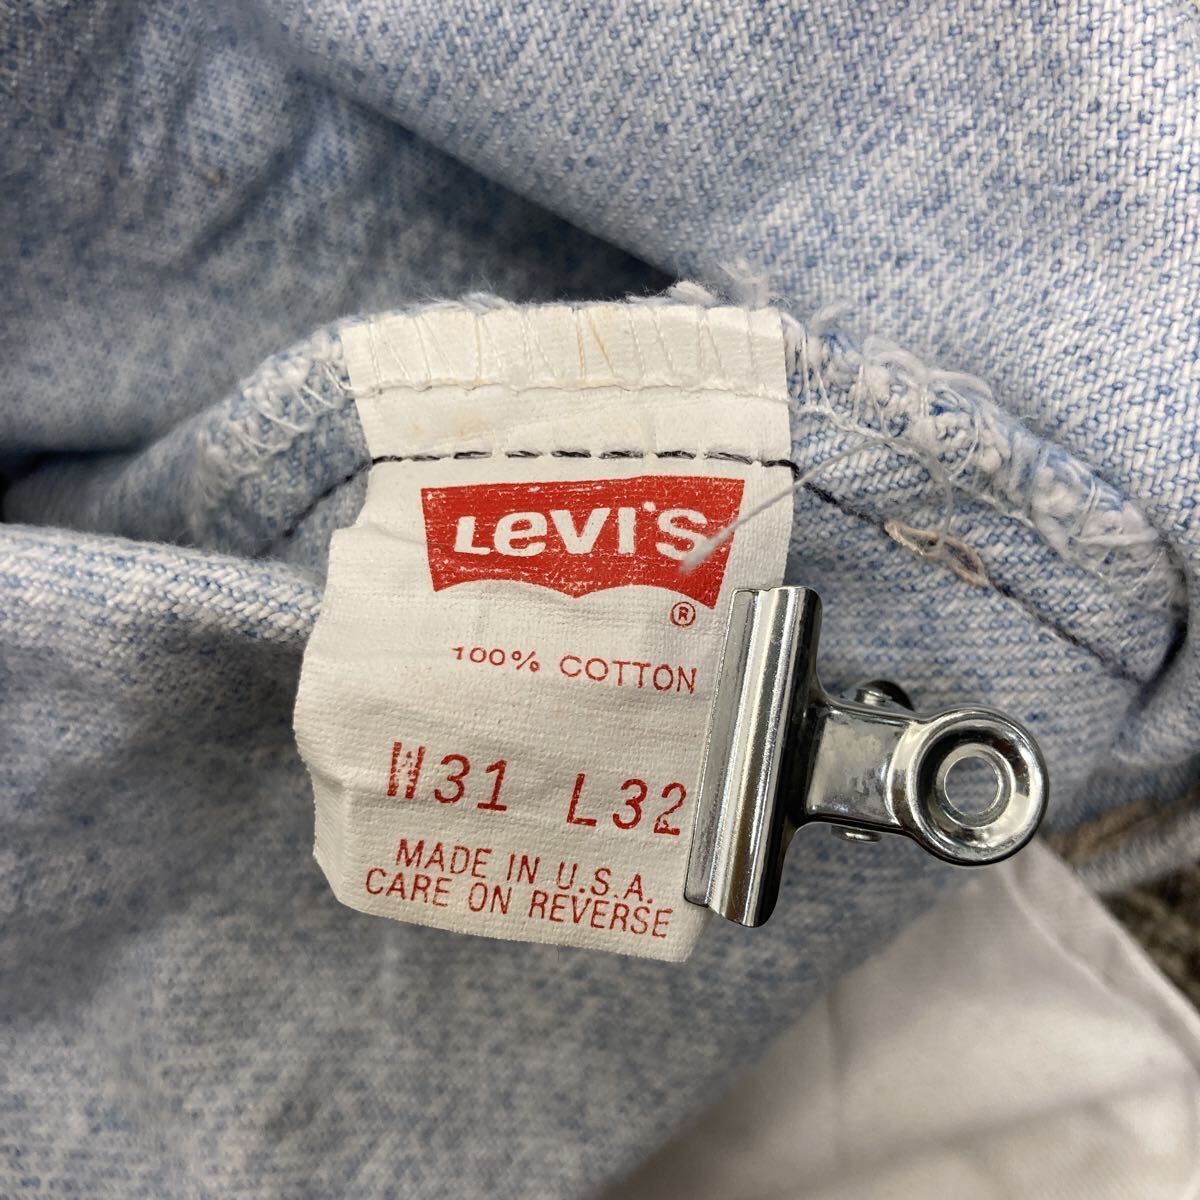 LEVI'S
®
100% COTTON
W31 L32
MADE IN U.S.A.
CARE ON REVERSE